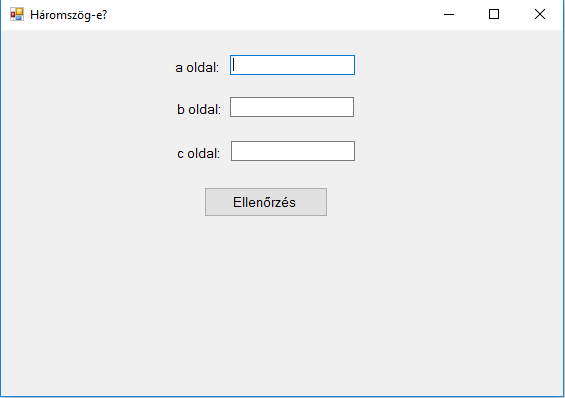 Háromszög-e?
a oldal:
b oldal:
c oldal:
Ellenőrzés